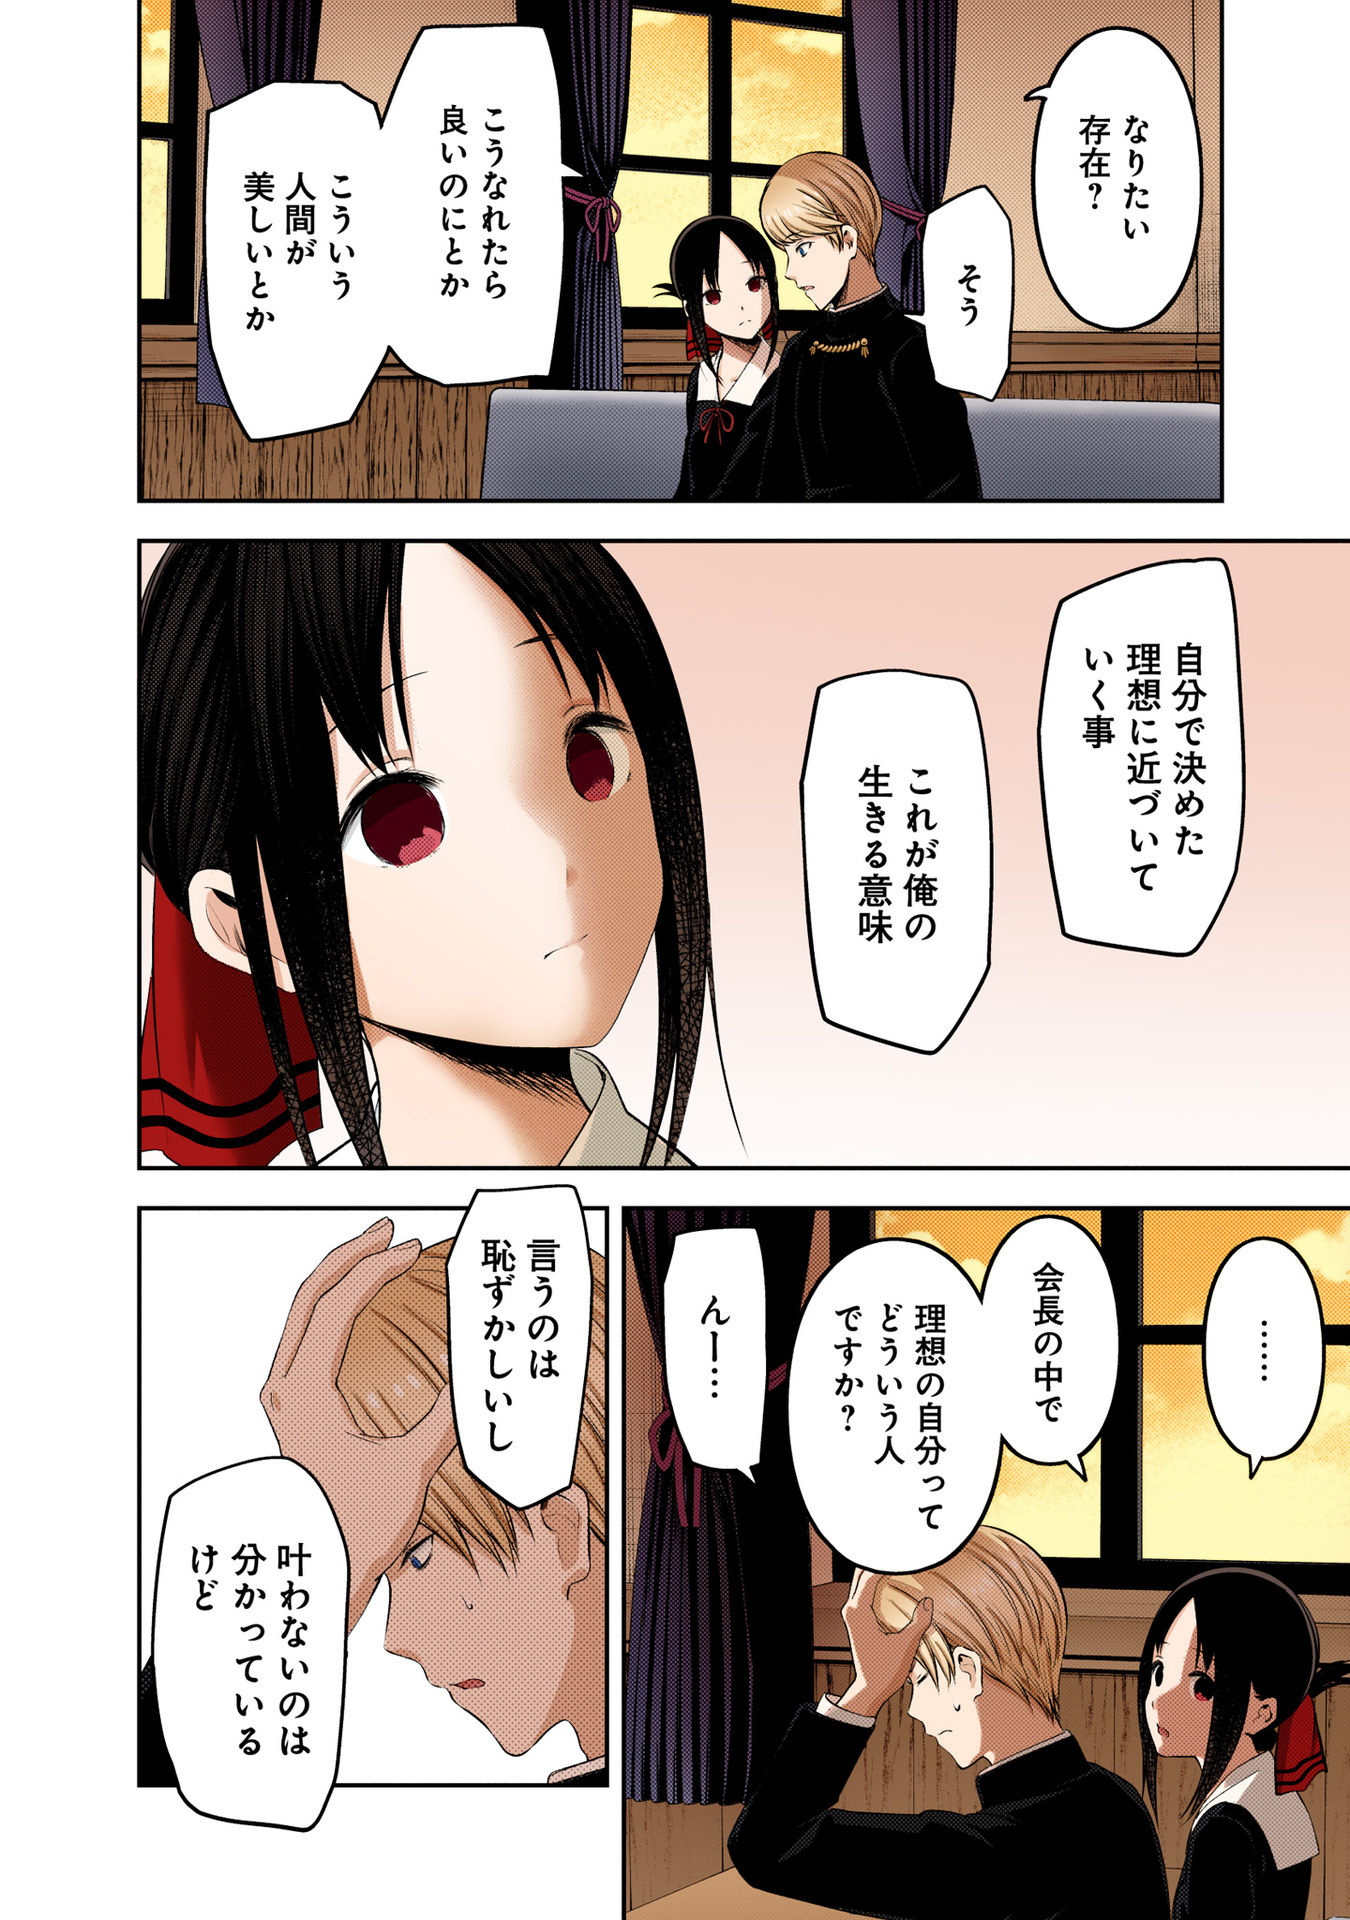 なりたい
存在?
そう
こうなれたら
良いのにとか
こういう
人間が
美しいとか
自分で決めた
理想に近づいて
いく事
これが俺の
生きる意味
……
会長の中で
理想の自分って
どういう人
ですか?
んー…
言うのは
恥ずかしいし
叶わないのは
分かっている
けど